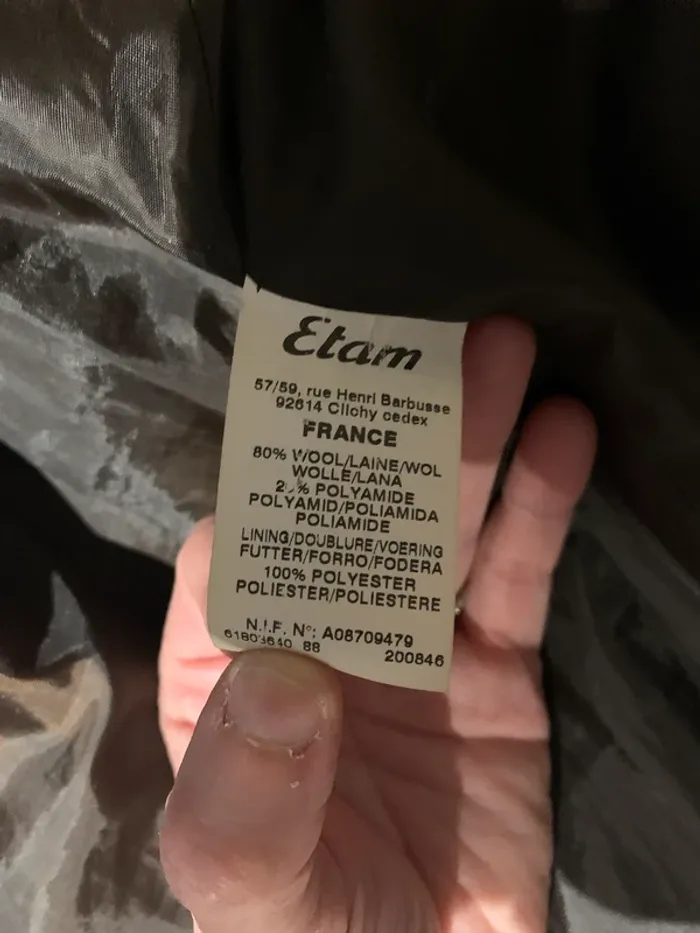 Etam
57/59, rue Henri Barbusse
92614 Clichy cedex
FRANCE
80% WOOL/LAINE/WOL
WOLLE/LANA
20% POLYAMIDE
POLYAMID/POLIAMIDA
POLIAMIDE
LINING/DOUBLURE/VOERING
FUTTER/FORRO/FODERA
100% POLYESTER
POLIESTER/POLIESTERE
N.I.F. N°: A08709479
61803640 88 200846